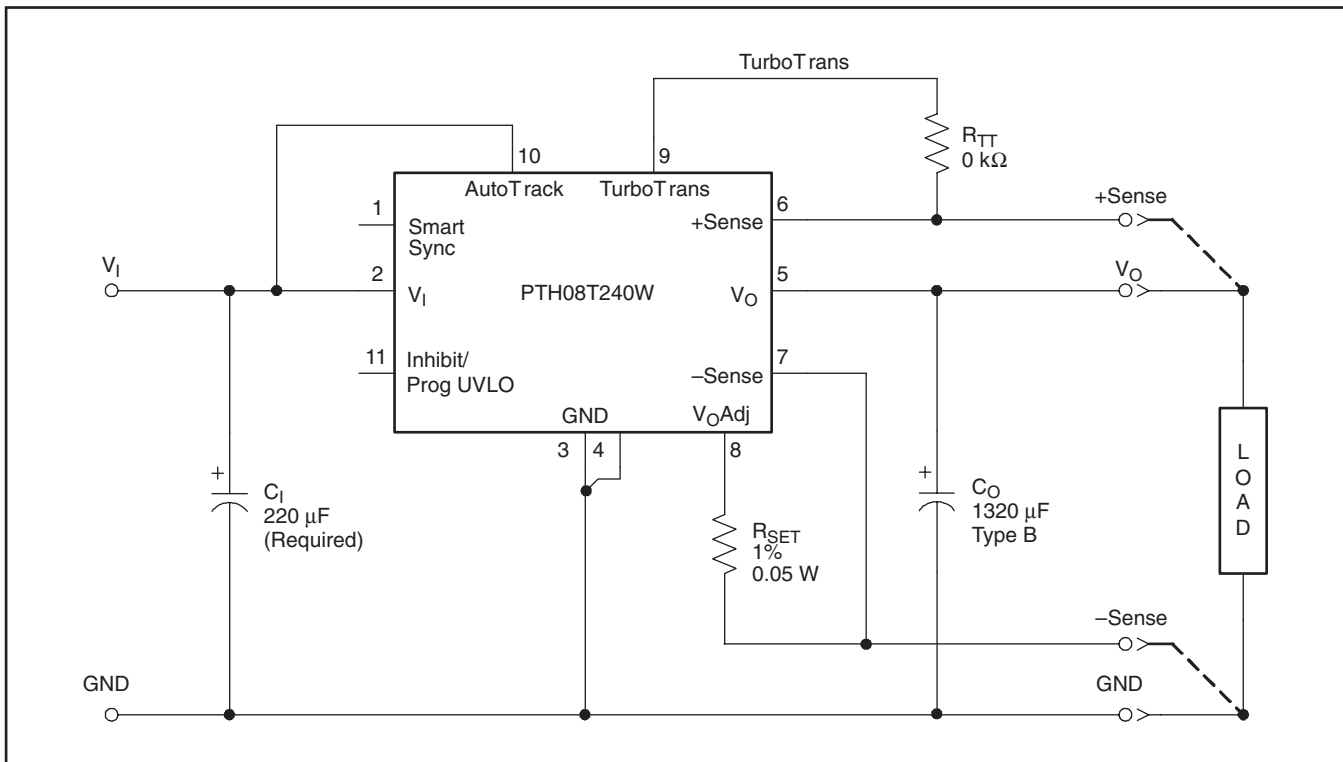 TurboTrans
RTT
0 kΩ
10
9
AutoTrack
TurboTrans
1
Smart
Sync
6
+Sense
+Sense
VI
2
VI
PTH08T240W
5
VO
VO
11
Inhibit/
Prog UVLO
7
–Sense
GND
VOAdj
3
4
8
+
CI
220 μF
(Required)
RSET
1%
0.05 W
+
CO
1320 μF
Type B
L
O
A
D
–Sense
GND
GND